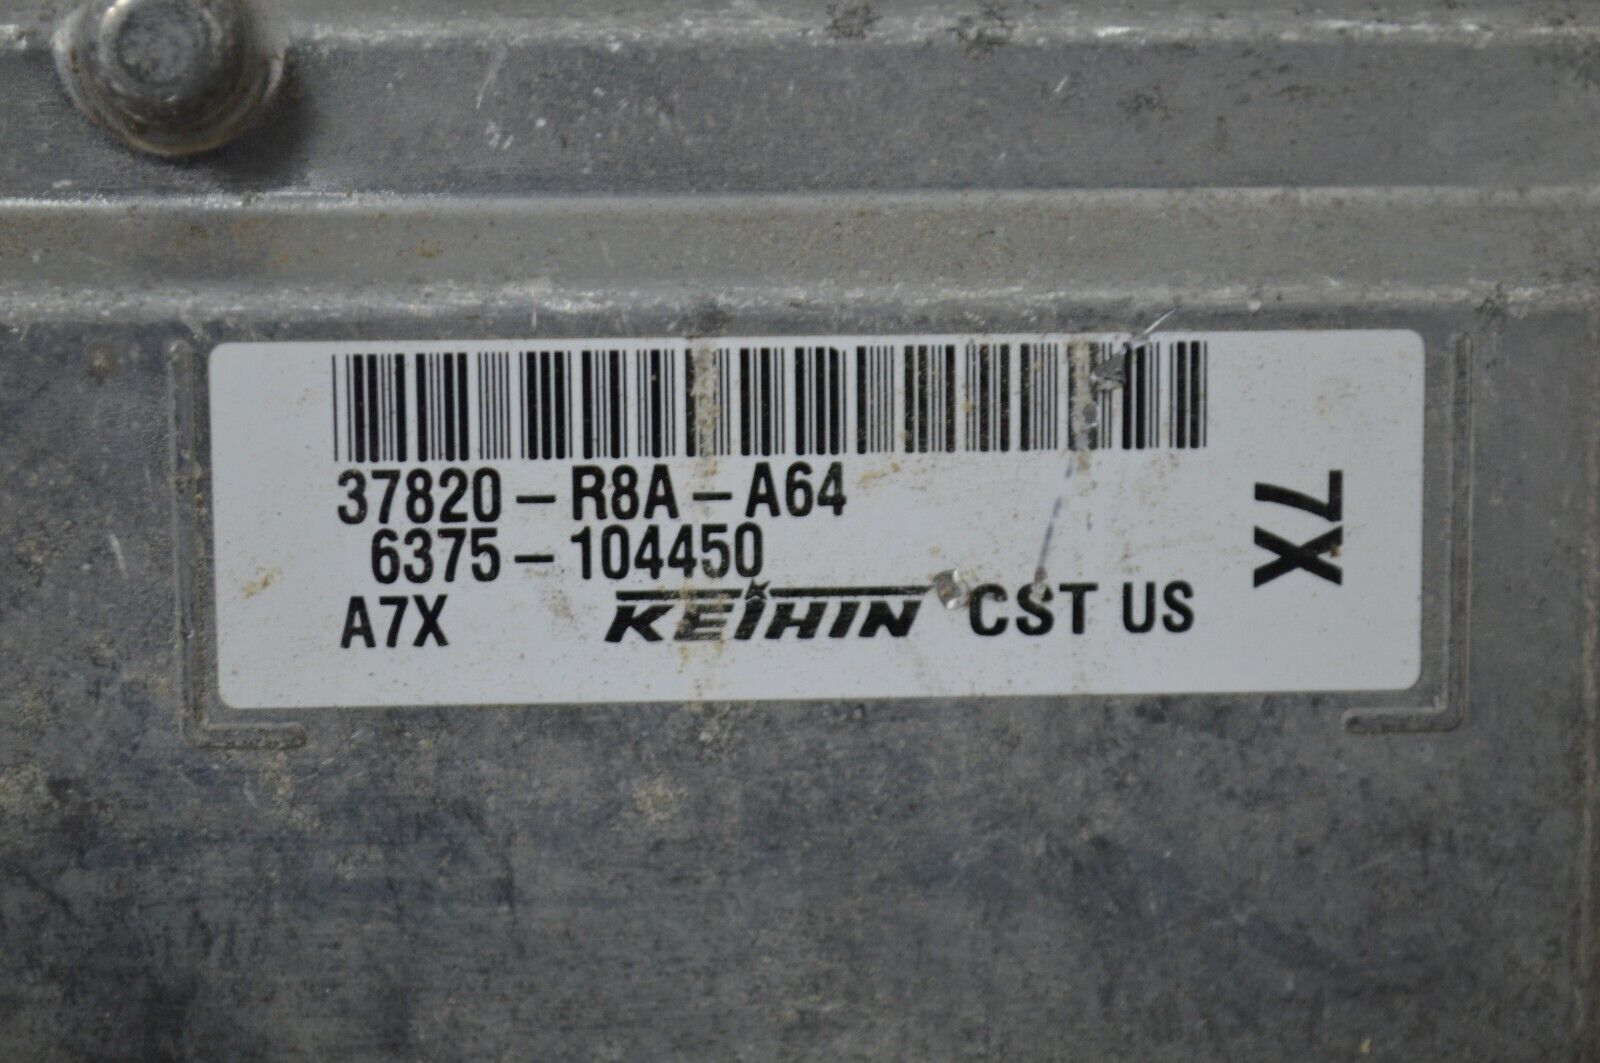 37820-R8A-A64
6375-104450
A7X KEIHIN CST US
7X